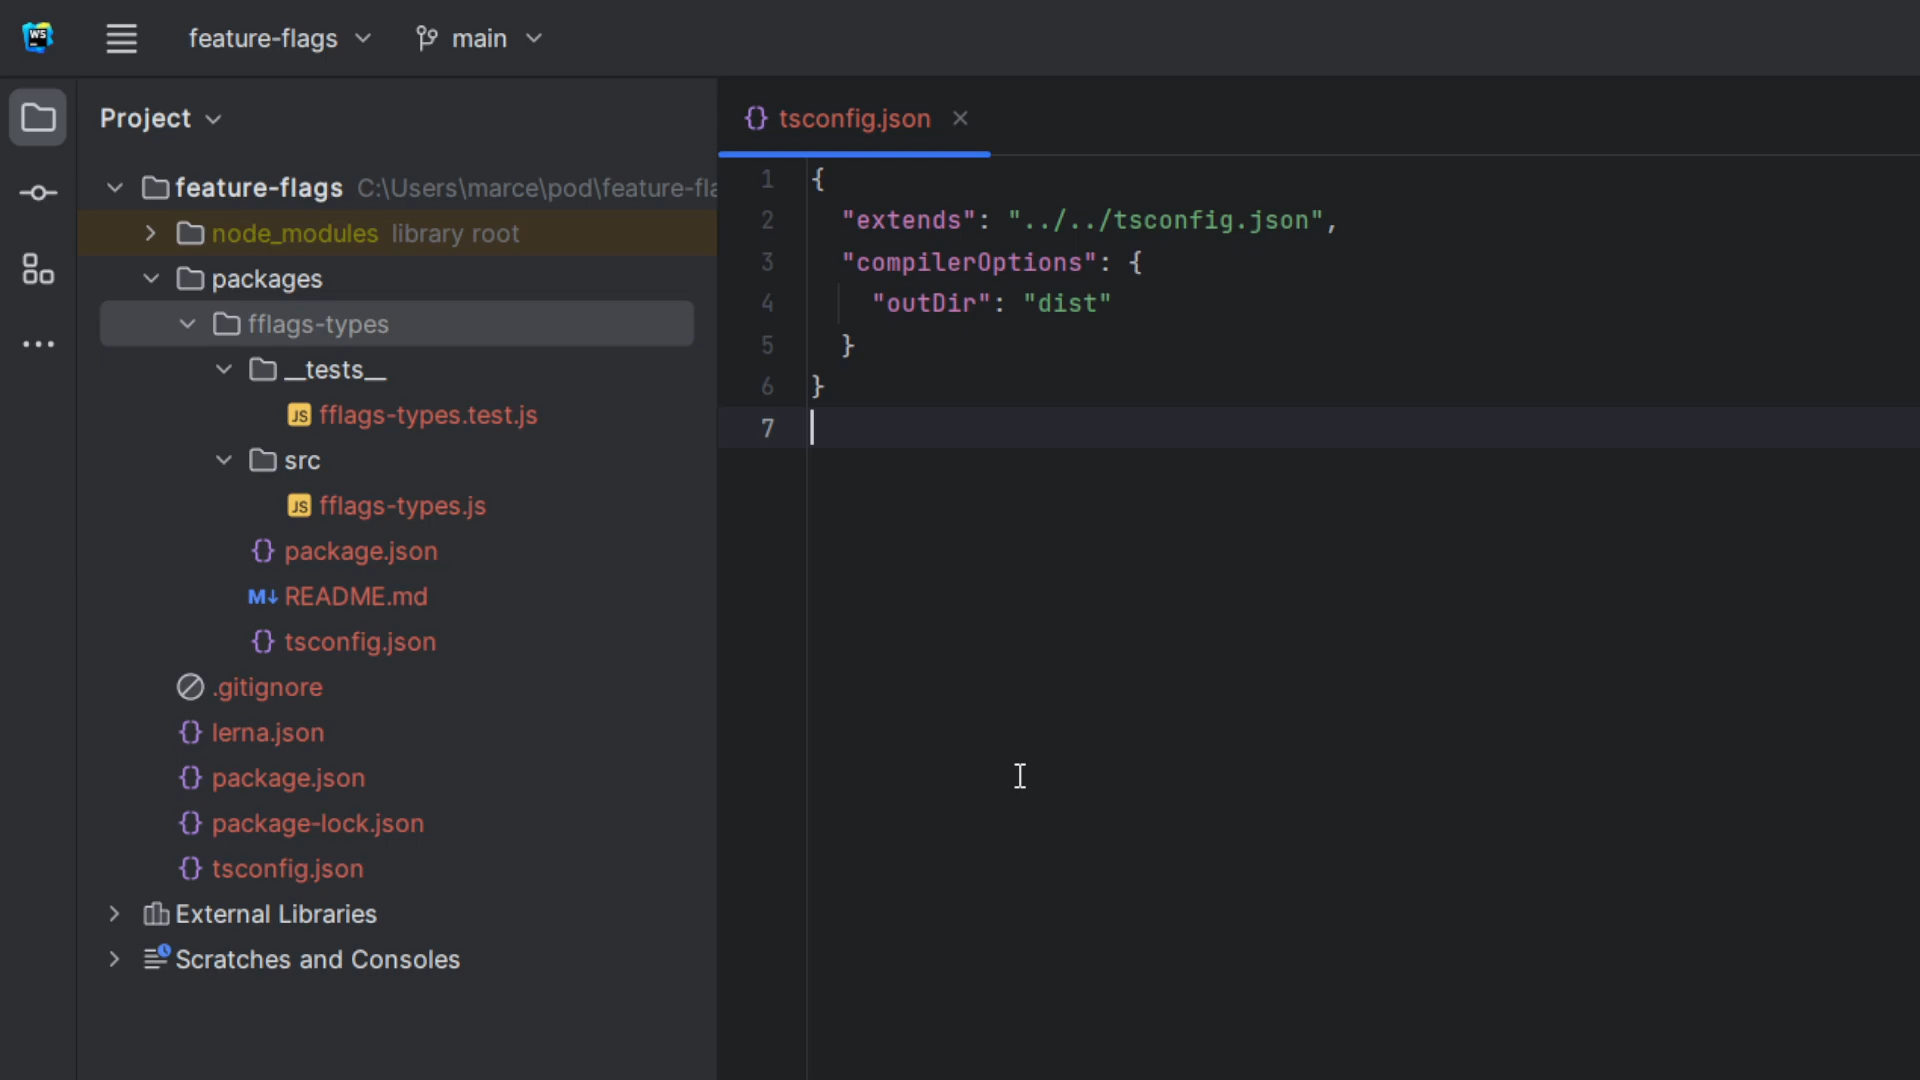 WS
feature-flags
main
Project
tsconfig.json
feature-flags C:\Users\marce\pod\feature-fla
node_modules library root
packages
fflags-types
__tests__
JS fflags-types.test.js
src
JS fflags-types.js
{} package.json
M↓ README.md
{} tsconfig.json
.gitignore
{} lerna.json
{} package.json
{} package-lock.json
{} tsconfig.json
External Libraries
Scratches and Consoles
1 {
2 "extends": "../../tsconfig.json",
3 "compilerOptions": {
4 "outDir": "dist"
5 }
6 }
7